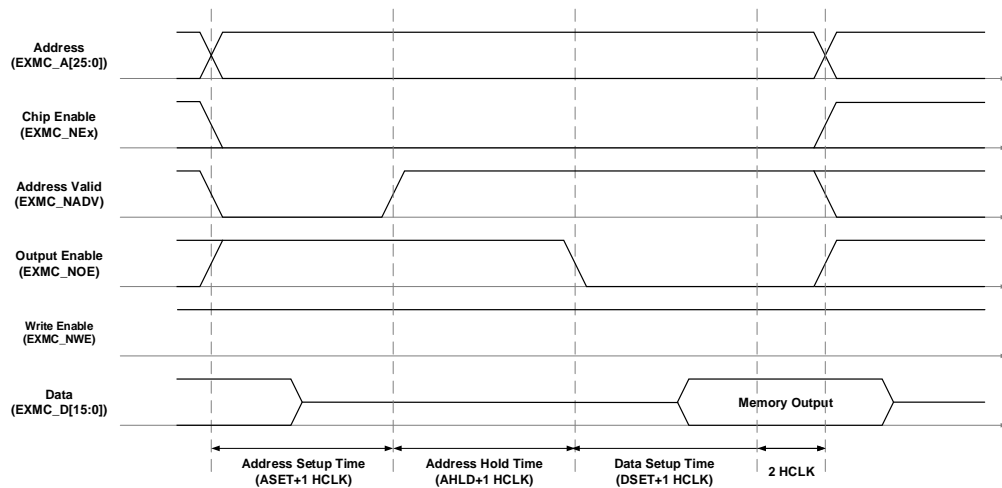 Address
(EXMC_A[25:0])
Chip Enable
(EXMC_NEx)
Address Valid
(EXMC_NADV)
Output Enable
(EXMC_NOE)
Write Enable
(EXMC_NWE)
Data
(EXMC_D[15:0])
Memory Output
Address Setup Time
(ASET+1 HCLK)
Address Hold Time
(AHLD+1 HCLK)
Data Setup Time
(DSET+1 HCLK)
2 HCLK